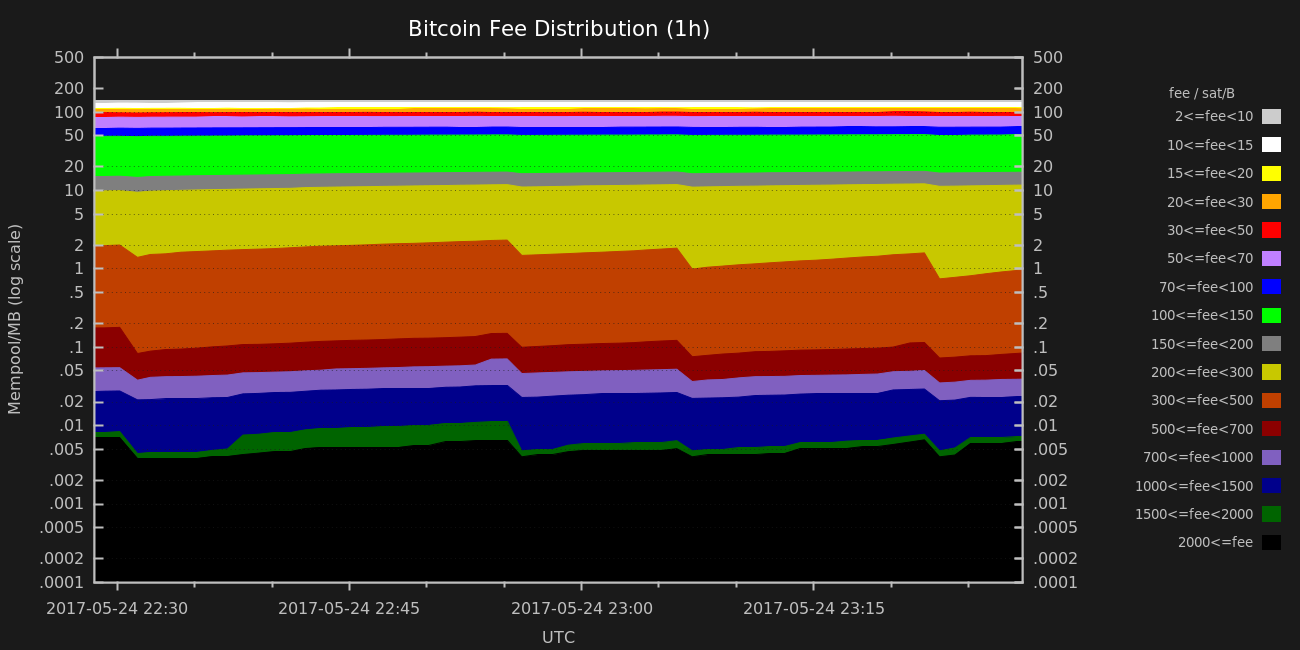 Bitcoin Fee Distribution (1h)
Mempool/MB (log scale)
500
200
100
50
20
10
5
2
1
.5
.2
.1
.05
.02
.01
.005
.002
.001
.0005
.0002
.0001
500
200
100
50
20
10
5
2
1
.5
.2
.1
.05
.02
.01
.005
.002
.001
.0005
.0002
.0001
2017-05-24 22:30 2017-05-24 22:45 2017-05-24 23:00 2017-05-24 23:15
UTC
fee / sat/B
2<=fee<10
10<=fee<15
15<=fee<20
20<=fee<30
30<=fee<50
50<=fee<70
70<=fee<100
100<=fee<150
150<=fee<200
200<=fee<300
300<=fee<500
500<=fee<700
700<=fee<1000
1000<=fee<1500
1500<=fee<2000
2000<=fee